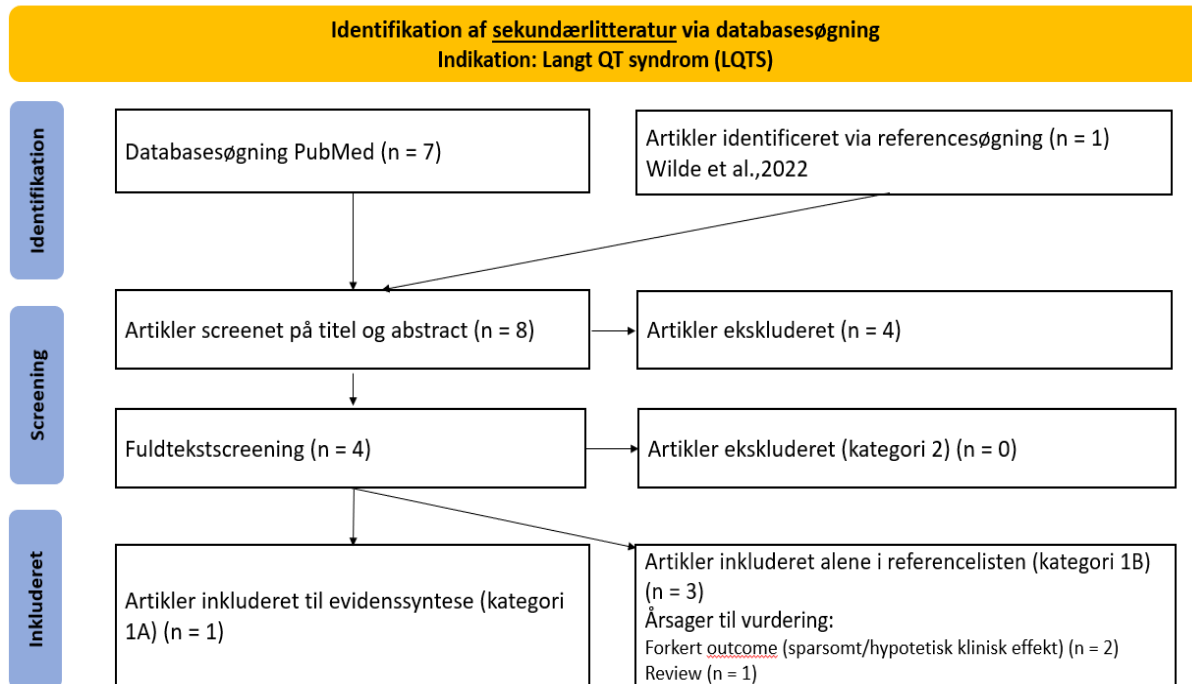 Identifikation af sekundærlitteratur via databasesøgning
Indikation: Langt QT syndrom (LQTS)
Identifikation
Databasesøgning PubMed (n = 7)
Artikler identificeret via referencesøgning (n = 1)
Wilde et al.,2022
Screening
Artikler screenet på titel og abstract (n = 8)
Artikler ekskluderet (n = 4)
Fuldtekstscreening (n = 4)
Artikler ekskluderet (kategori 2) (n = 0)
Inkluderet
Artikler inkluderet til evidenssyntese (kategori
1A) (n = 1)
Artikler inkluderet alene i referencelisten (kategori 1B)
(n = 3)
Årsager til vurdering:
Forkert outcome (sparsomt/hypotetisk klinisk effekt) (n = 2)
Review (n = 1)